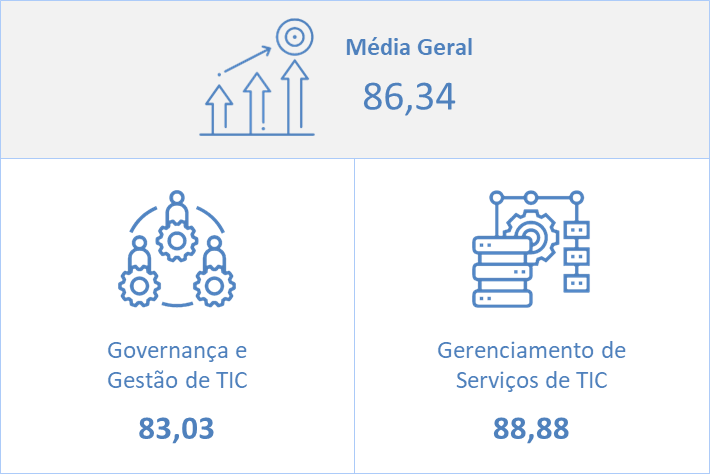 Média Geral
86,34
Governança e
Gestão de TIC
83,03
Gerenciamento de
Serviços de TIC
88,88